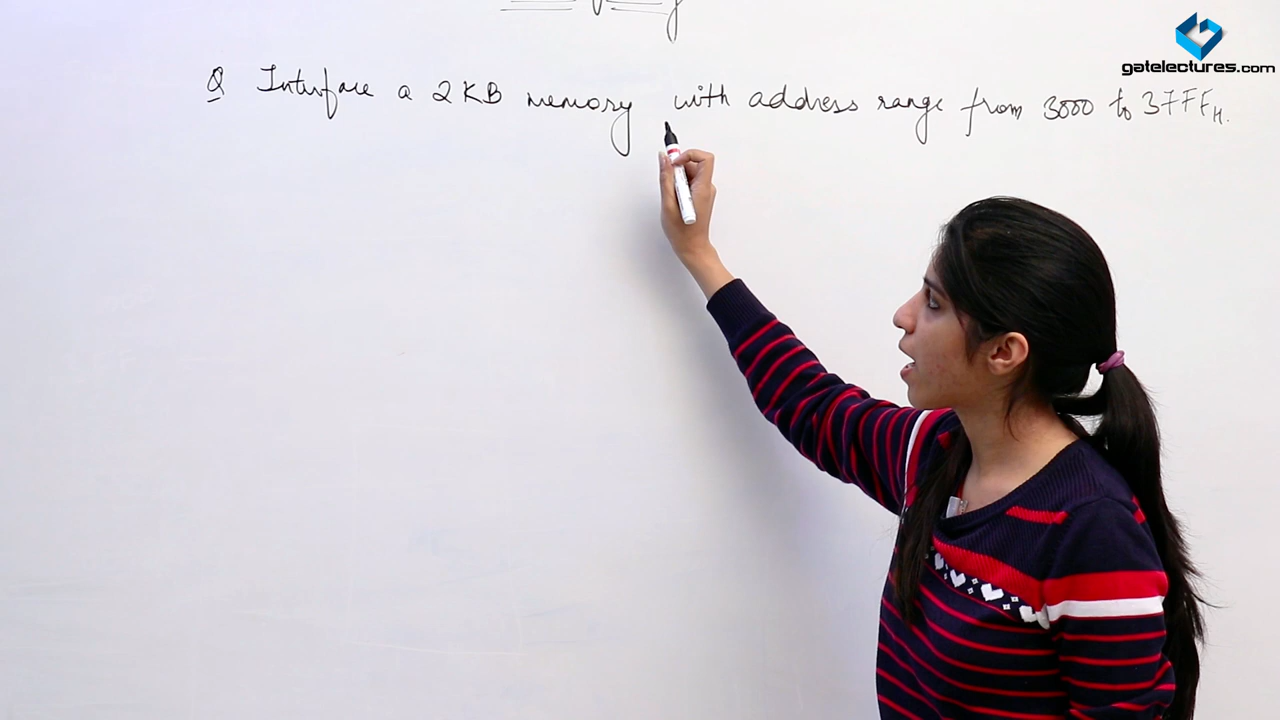 gatelectures.com
Q Interface a 2KB memory with address range from 3000 to 37FFH.